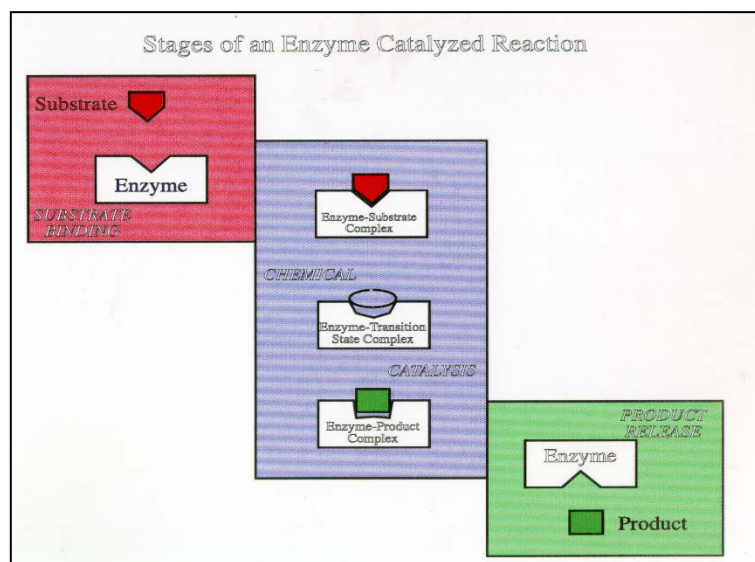 Stages of an Enzyme Catalyzed Reaction
Substrate
Enzyme
SUBSTRATE
BINDING
Enzyme-Substrate
Complex
CHEMICAL
Enzyme-Transition
State Complex
CATALYSIS
Enzyme-Product
Complex
PRODUCT
RELEASE
Enzyme
Product